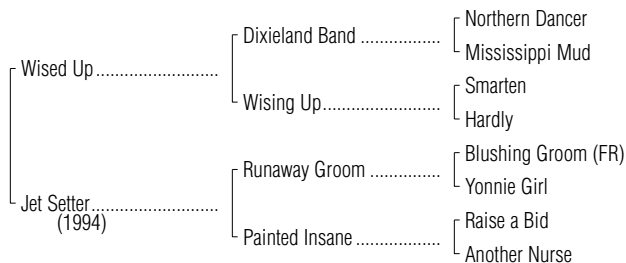 Northern Dancer
Dixieland Band ..................
Mississippi Mud
Wised Up..........................
Smarten
Wising Up.........................
Hardly
Blushing Groom (FR)
Runaway Groom ...............
Yonnie Girl
Jet Setter...........................
(1994)
Raise a Bid
Painted Insane ..................
Another Nurse